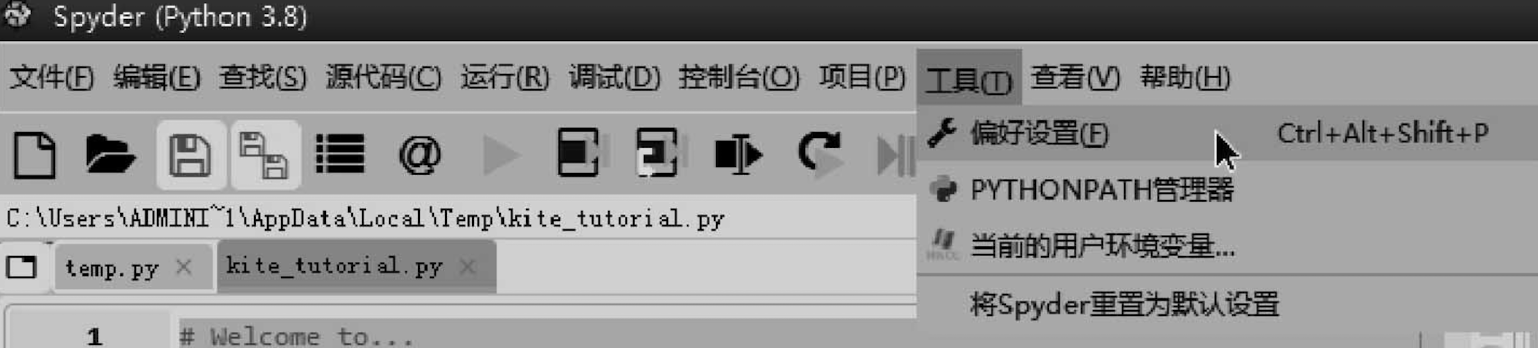 Spyder (Python 3.8)
文件(F) 编辑(E) 查找(S) 源代码(C) 运行(R) 调试(D) 控制台(O) 项目(P) 工具(T) 查看(V) 帮助(H)
偏好设置(F) Ctrl+Alt+Shift+P
PYTHONPATH管理器
C:\Users\ADMINI~1\AppData\Local\Temp\kite_tutorial.py
当前的用户环境变量...
temp.py × kite_tutorial.py ×
将Spyder重置为默认设置
1 # Welcome to...